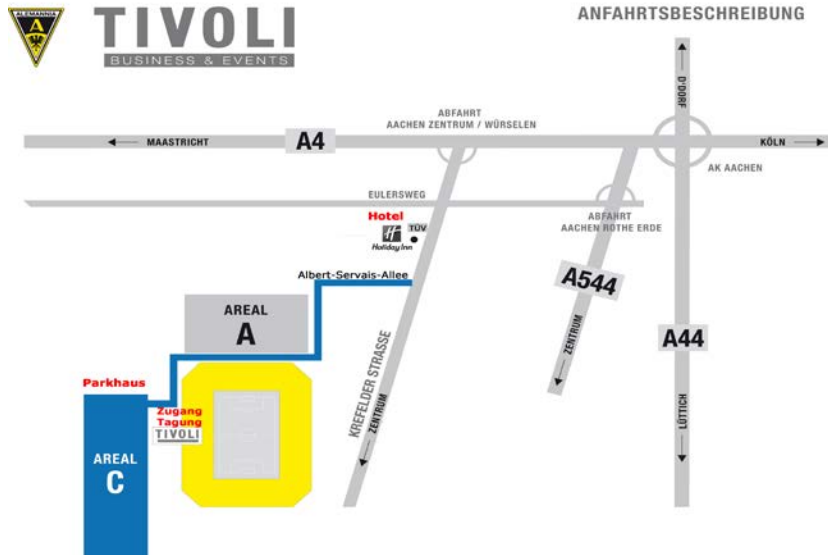 ALEMANNIA
A
TIVOLI
BUSINESS & EVENTS
ANFAHRTSBESCHREIBUNG
D'DORF
ABFAHRT
AACHEN ZENTRUM / WÜRSELEN
MAASTRICHT
A4
KÖLN
AK AACHEN
EULERSWEG
Hotel
H
Holiday Inn
TÜV
ABFAHRT
AACHEN ROTHE ERDE
Albert-Servais-Allee
A544
AREAL
A
A44
KREFELDER STRASSE
ZENTRUM
ZENTRUM
Parkhaus
Zugang
Tagung
TIVOLI
LÜTTICH
AREAL
C